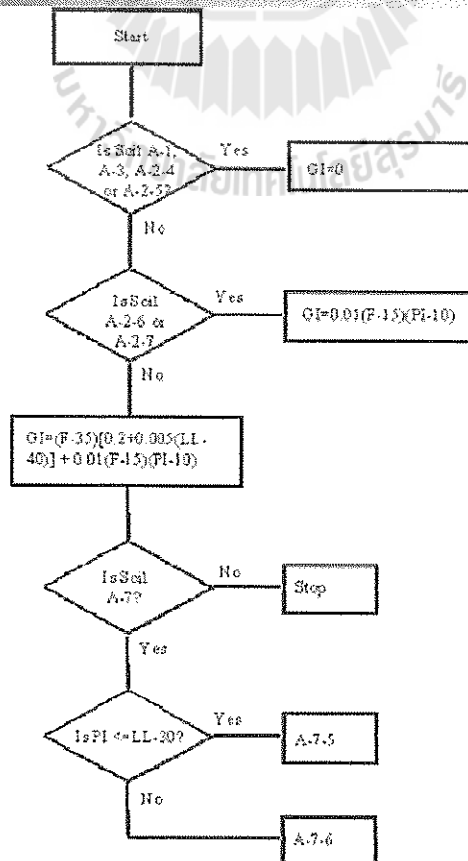 Start
Is Soil A-1,
A-3, A-2-4
or A-2-5?
Yes
GI=0
No
Is Soil
A-2-6 or
A-2-7
Yes
GI=0.01(F-15)(PI-10)
No
GI=(F-35)[0.2+0.005(LL-
40)] + 0.01(F-15)(PI-10)
Is Soil
A-7?
No
Stop
Yes
Is PI <=LL-30?
Yes
A-7-5
No
A-7-6